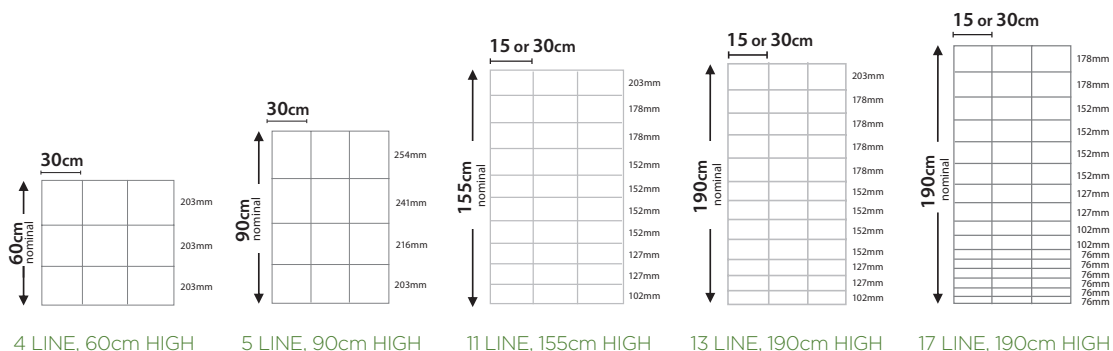 30cm
60cm
nominal
203mm
203mm
203mm
4 LINE, 60cm HIGH
30cm
90cm
nominal
254mm
241mm
216mm
203mm
5 LINE, 90cm HIGH
15 or 30cm
155cm
nominal
203mm
178mm
178mm
152mm
152mm
152mm
152mm
127mm
127mm
102mm
11 LINE, 155cm HIGH
15 or 30cm
190cm
nominal
203mm
178mm
178mm
178mm
178mm
152mm
152mm
152mm
152mm
127mm
127mm
102mm
13 LINE, 190cm HIGH
15 or 30cm
190cm
nominal
178mm
178mm
152mm
152mm
152mm
152mm
127mm
127mm
102mm
102mm
76mm
76mm
76mm
76mm
76mm
76mm
17 LINE, 190cm HIGH